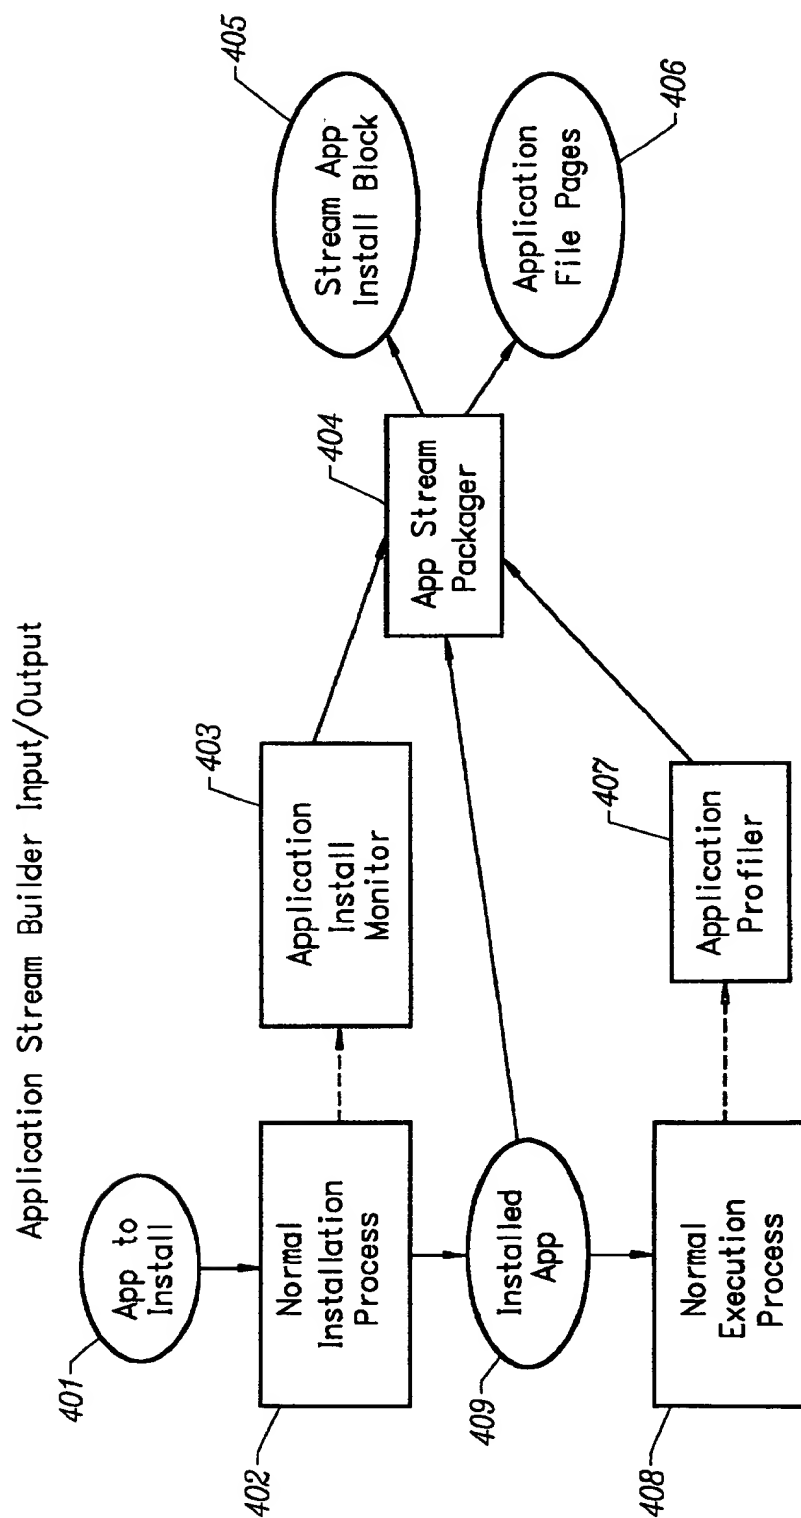 Application Stream Builder Input/Output
401
App to
Install
402
Normal
Installation
Process
403
Application
Install
Monitor
404
App Stream
Packager
405
Stream App
Install Block
406
Application
File Pages
409
Installed
App
407
Application
Profiler
408
Normal
Execution
Process